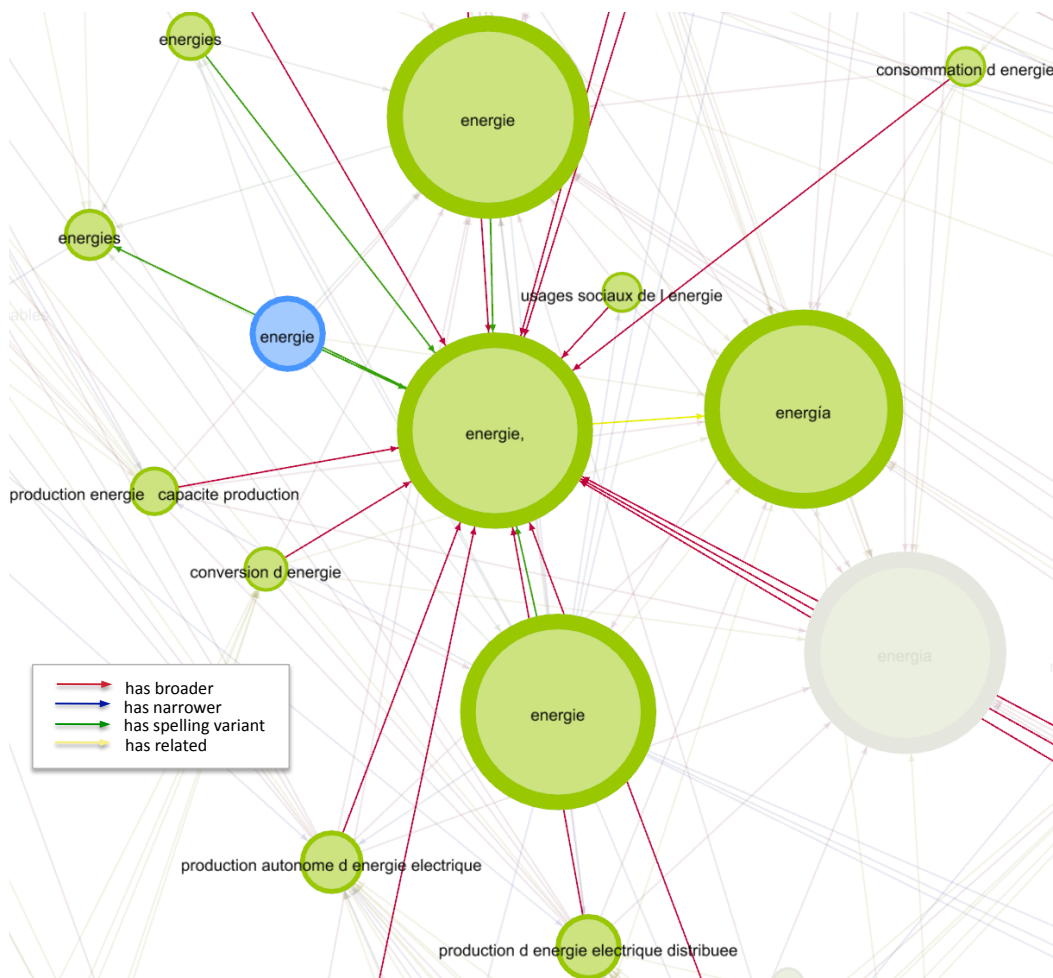 energies
consommation d energie
energie
energies
usages sociaux de l energie
ables
energie
energía
energie,
production energie   capacite production
conversion d energie
energia
has broader
has narrower
has spelling variant
has related
energie
production autonome d energie electrique
production d energie electrique distribuee